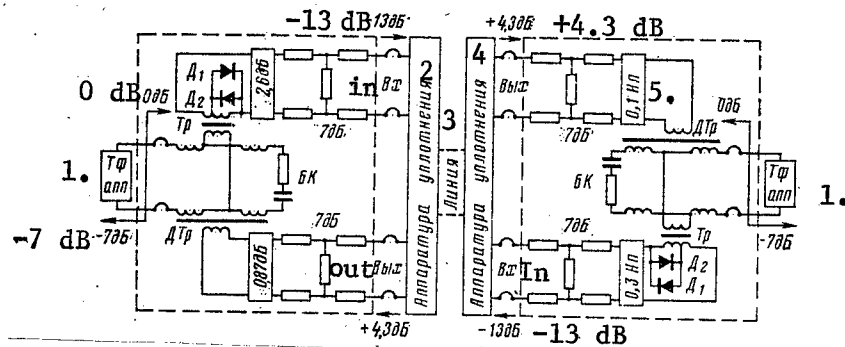 -13 dB
-13дБ
+4,3дБ
+4.3 dB
0 dB
0дБ
Д₁
Д₂
2,6дБ
in
Вх
2
4
Вых
0,1 Нп
5.
0дБ
Тр
7дБ
7дБ
ДТр
1.
Тф
апп
БК
Аппаратура уплотнения
3
Линия
Аппаратура уплотнения
БК
Тф
апп
1.
-7 dB
-7дБ
ДТр
7дБ
7дБ
Тр
-7дБ
0,87дБ
out
Вых
Вх
In
0,3 Нп
Д₂
Д₁
+4,3дБ
-13дБ
-13 dB